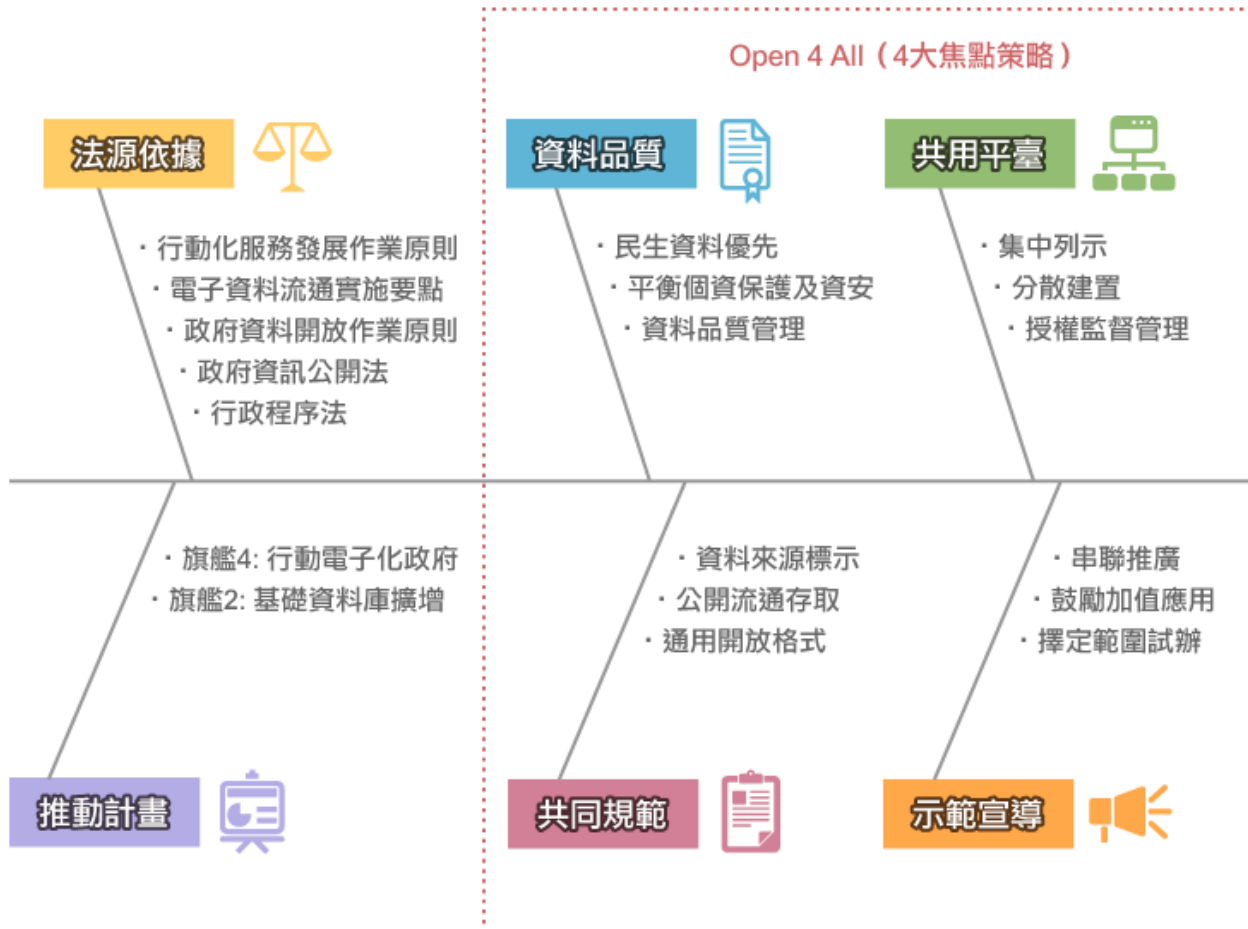 Open 4 All（4大焦點策略）
法源依據
·行動化服務發展作業原則
·電子資料流通實施要點
·政府資料開放作業原則
·政府資訊公開法
·行政程序法
資料品質
·民生資料優先
·平衡個資保護及資安
·資料品質管理
共用平臺
·集中列示
·分散建置
·授權監督管理
·旗艦4: 行動電子化政府
·旗艦2: 基礎資料庫擴增
推動計畫
·資料來源標示
·公開流通存取
·通用開放格式
共同規範
·串聯推廣
·鼓勵加值應用
·擇定範圍試辦
示範宣導